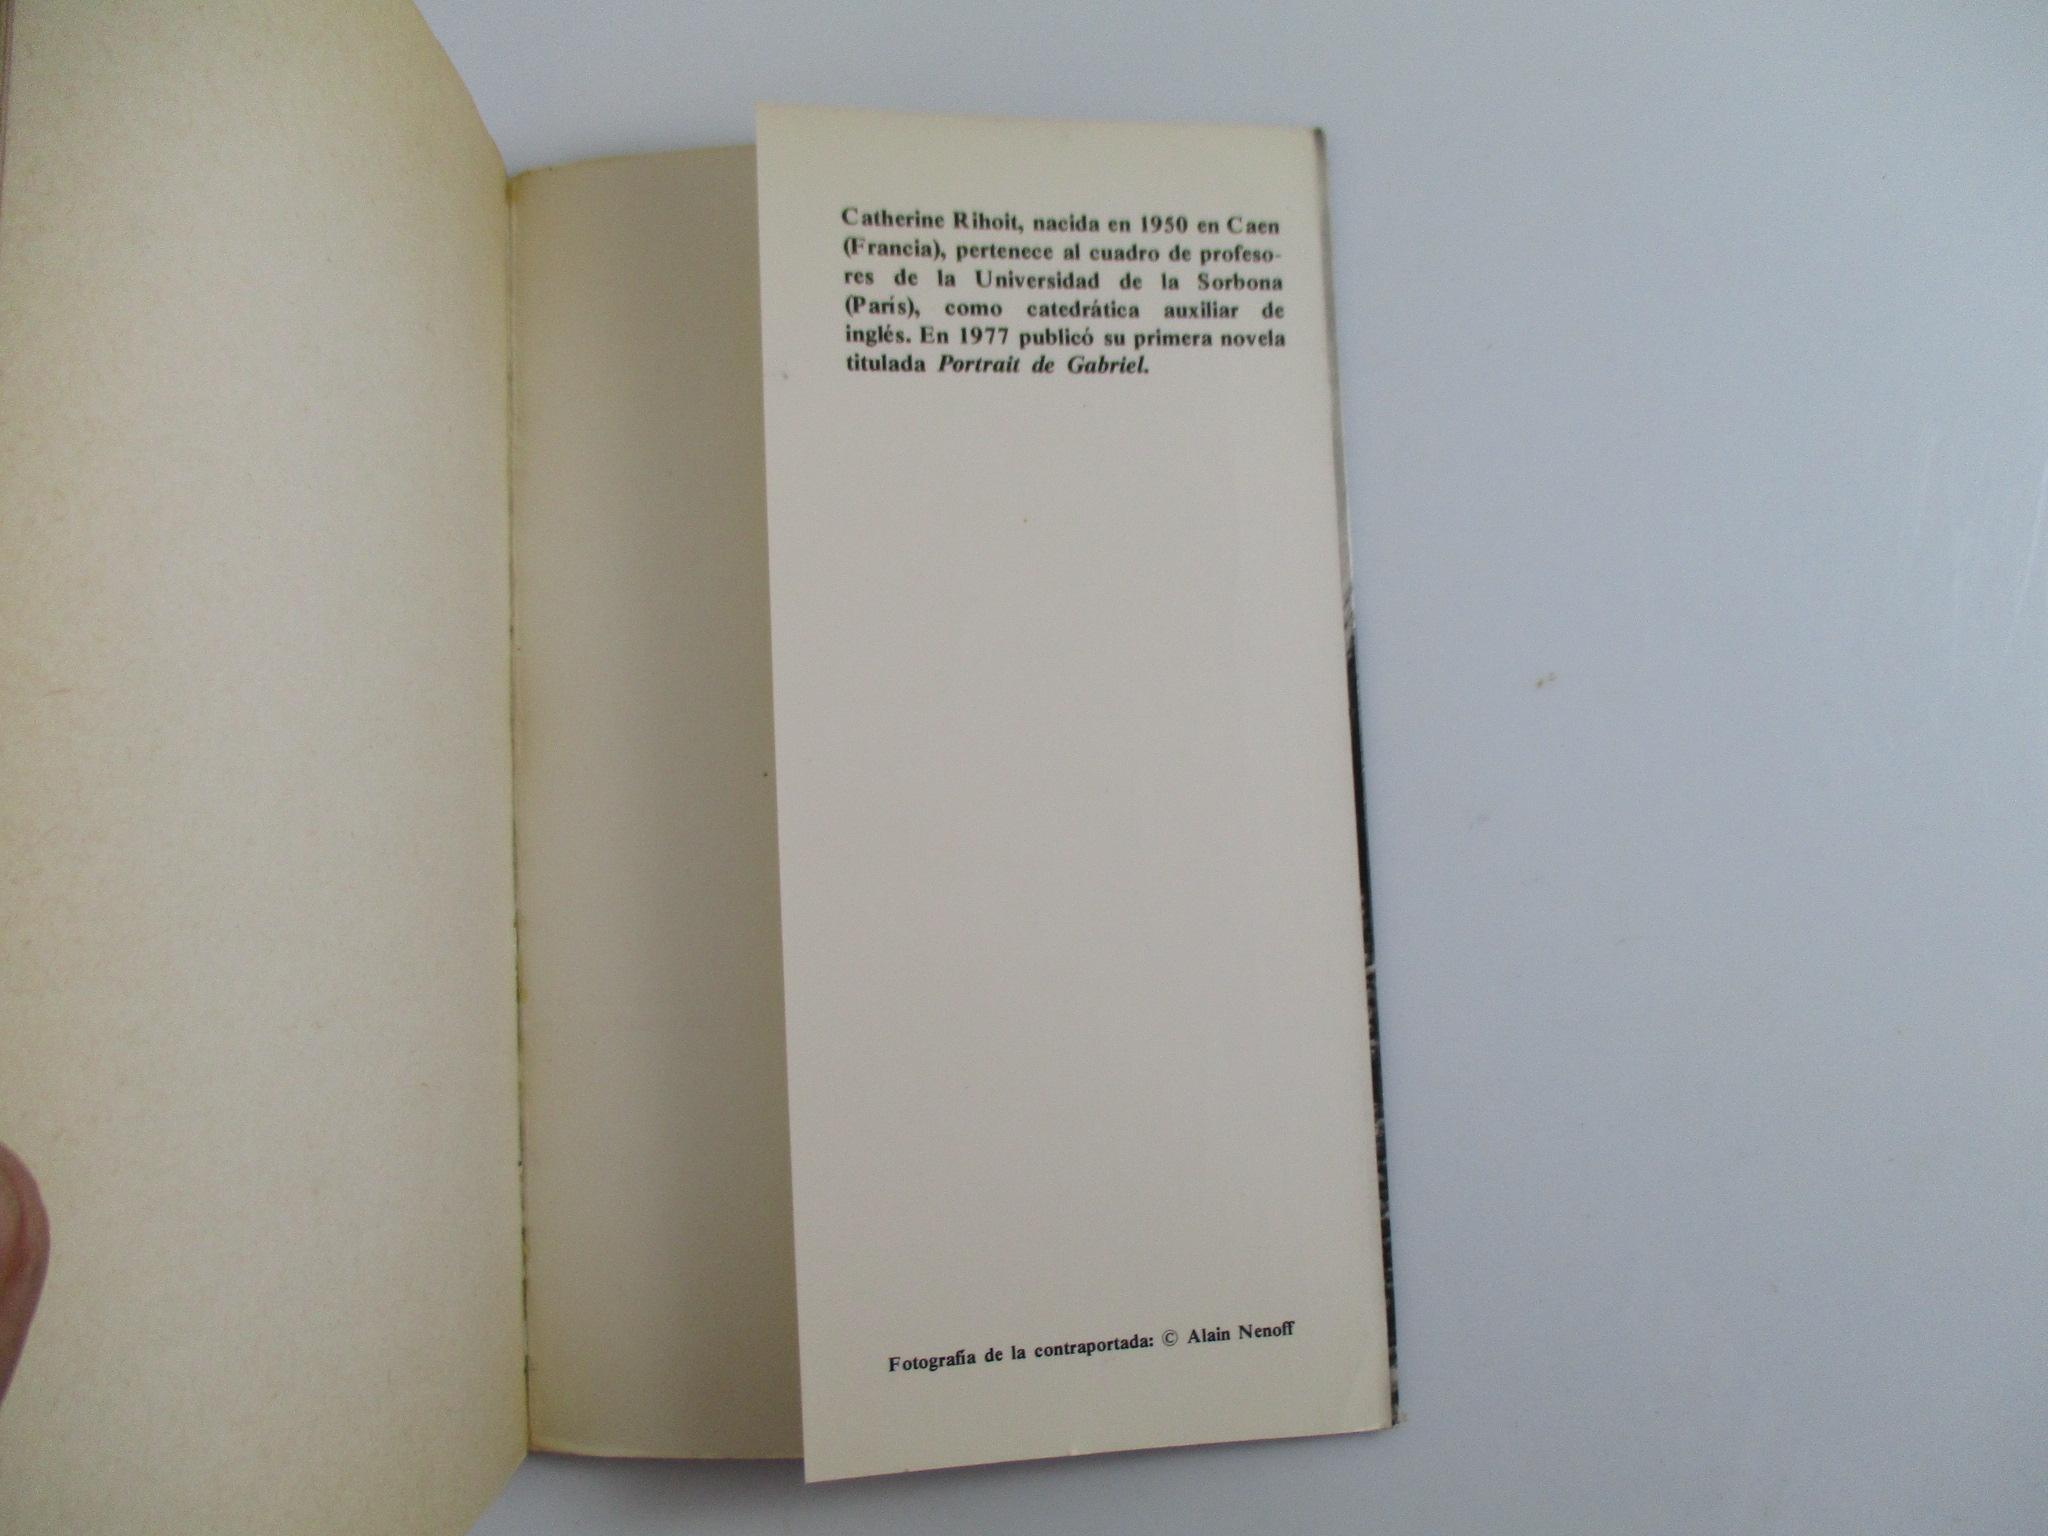 Catherine Rihoit, nacida en 1950 en Caen
(Francia), pertenece al cuadro de profeso-
res de la Universidad de la Sorbona
(París), como catedrática auxiliar de
inglés. En 1977 publicó su primera novela
titulada Portrait de Gabriel.
Fotografía de la contraportada: © Alain Nenoff